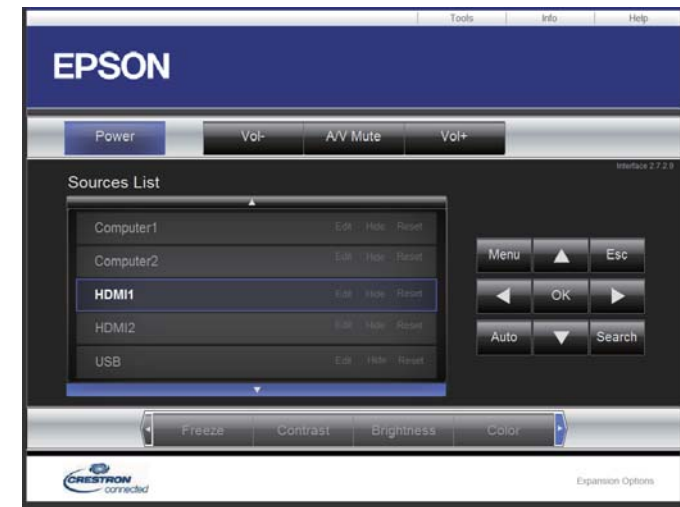 Tools Info Help
EPSON
Power Vol- A/V Mute Vol+
Interface 2.7.2.9
Sources List
Computer1 Edit Hide Reset
Computer2 Edit Hide Reset
HDMI1 Edit Hide Reset
HDMI2 Edit Hide Reset
USB Edit Hide Reset
Menu Esc
OK
Auto Search
Freeze Contrast Brightness Color
CRESTRON
connected
Expansion Options